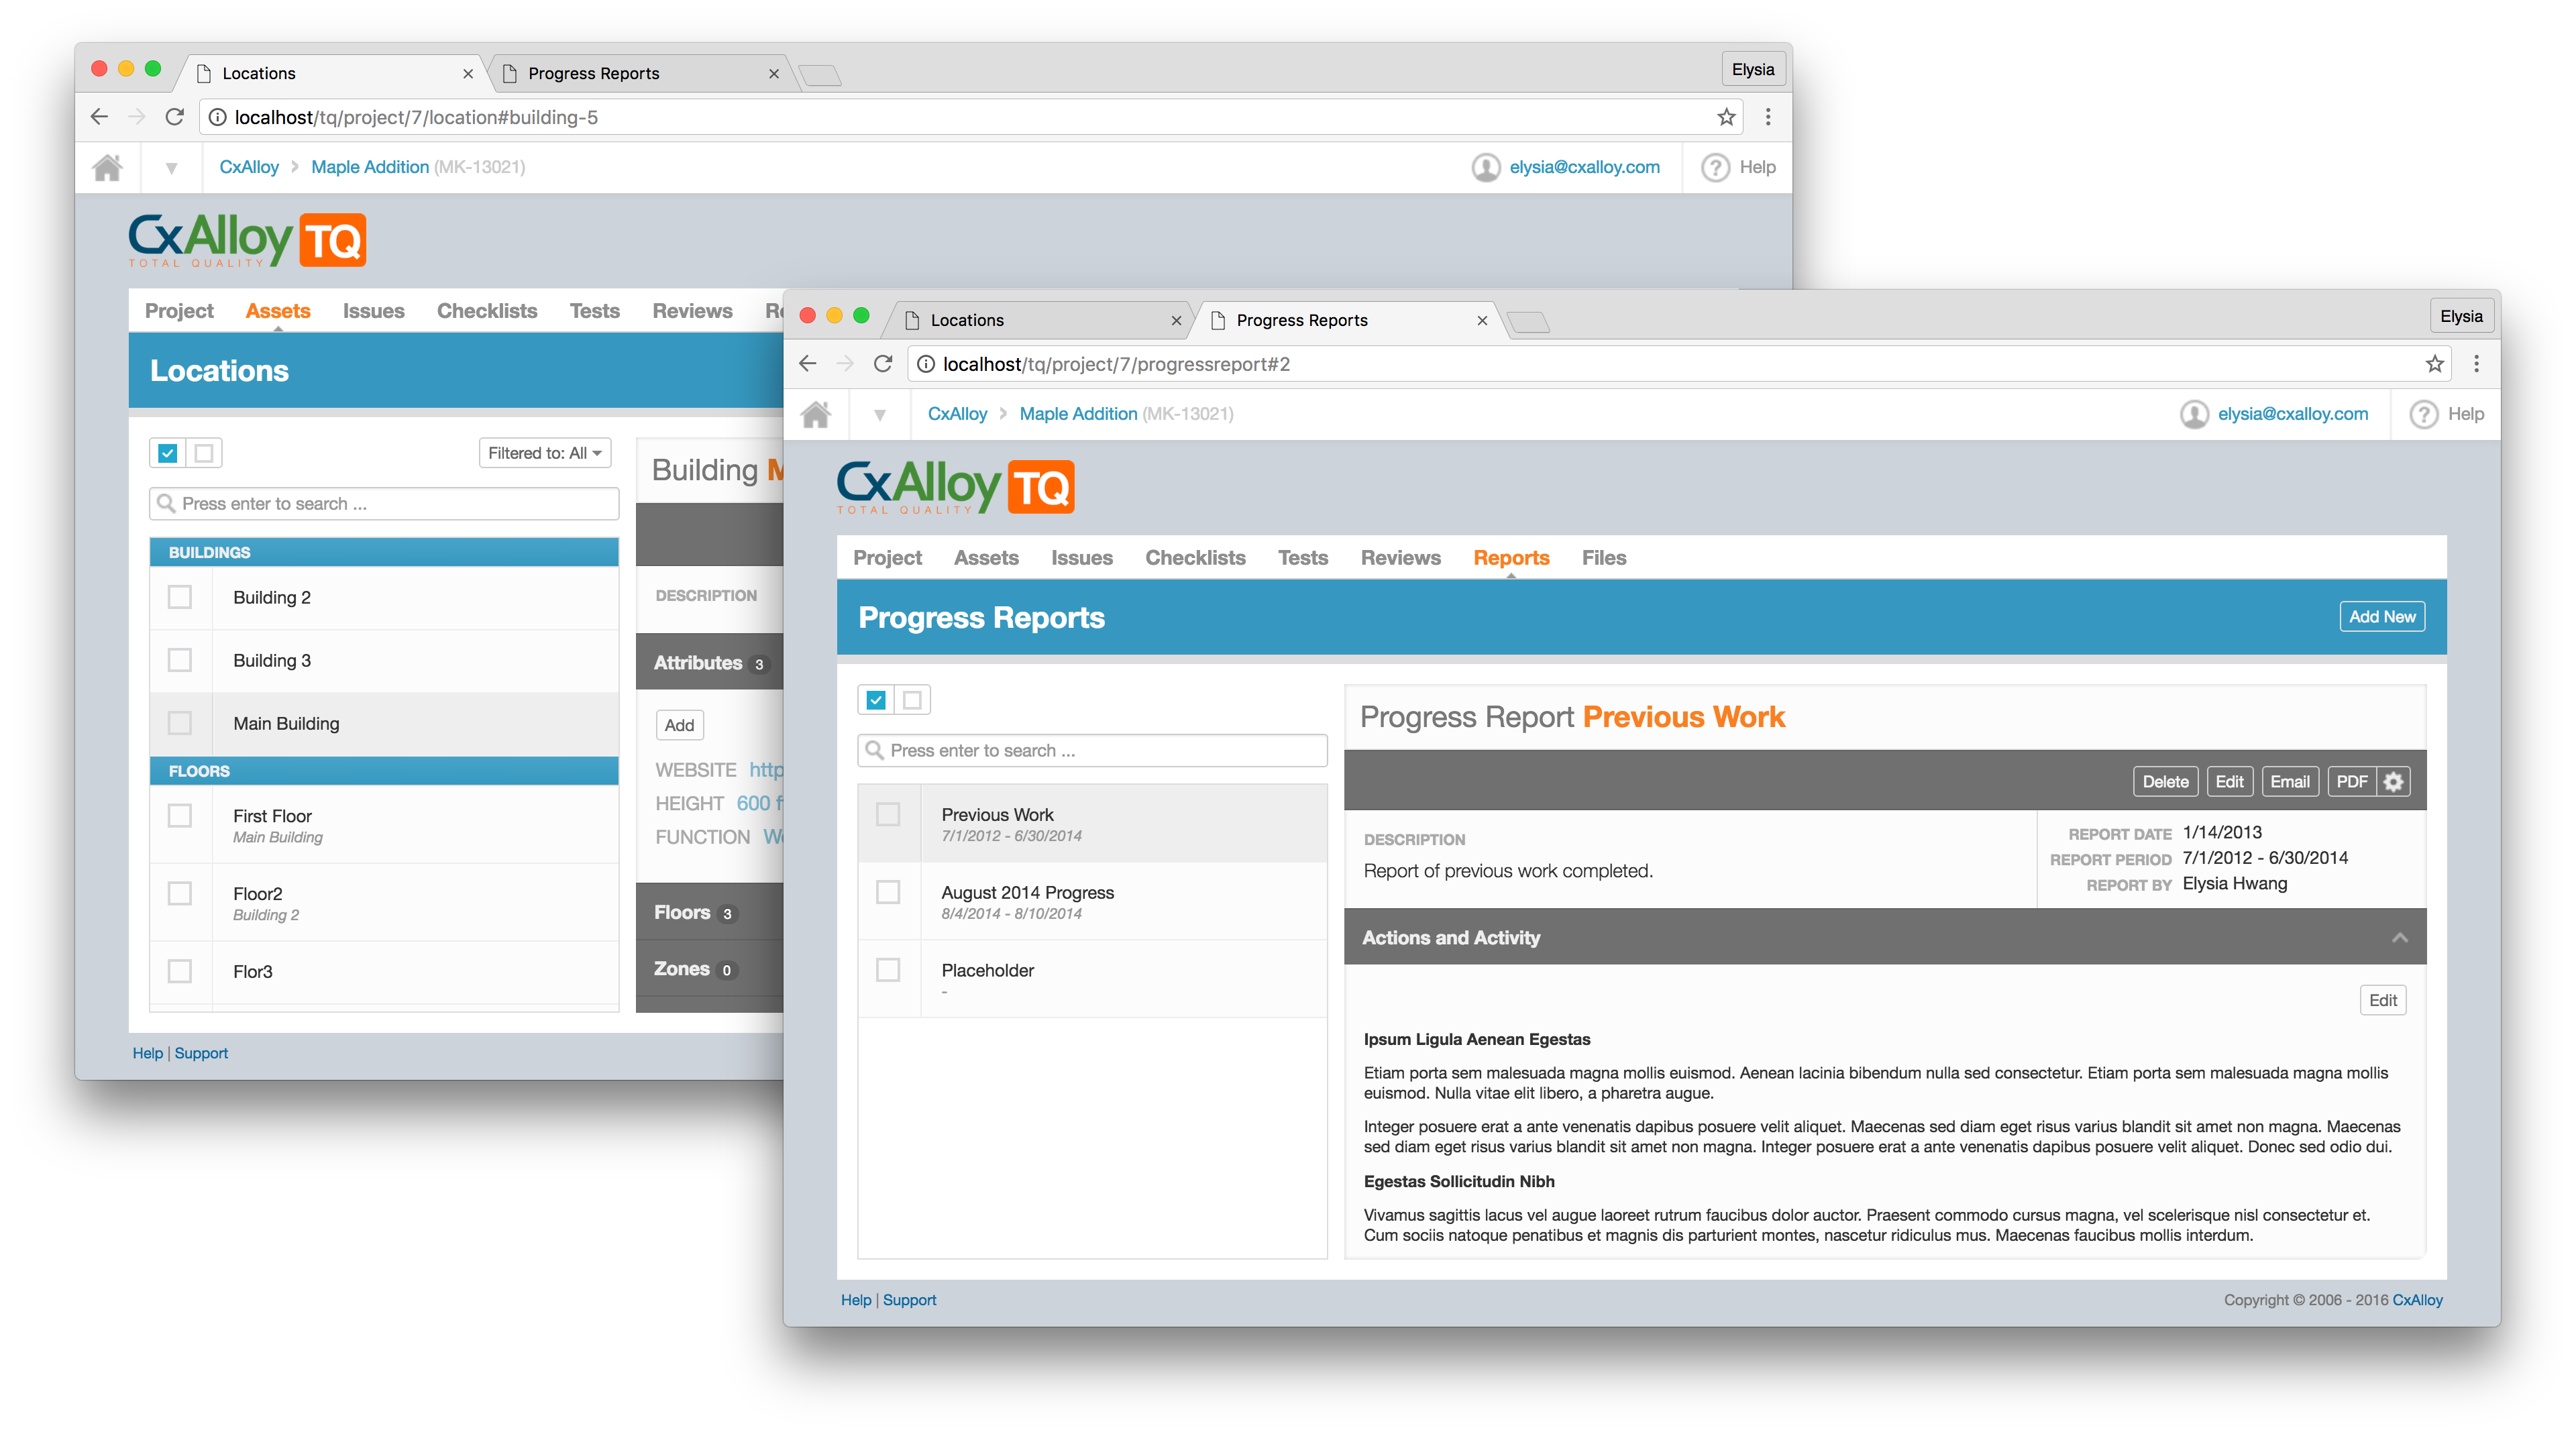 Locations
Progress Reports
Elysia
localhost/tq/project/7/location#building-5
CxAlloy
Maple Addition (MK-13021)
elysia@cxalloy.com
Help
CxAlloy TQ
TOTAL QUALITY
Project Assets Issues Checklists Tests Reviews
Locations
Filtered to: All
Press enter to search ...
BUILDINGS
Building 2
Building 3
Main Building
FLOORS
First Floor
Main Building
Floor2
Building 2
Flor3
Building
DESCRIPTION
Attributes 3
Add
WEBSITE http
HEIGHT 600
FUNCTION
Floors 3
Zones 0
Help | Support
Locations
Progress Reports
Elysia
localhost/tq/project/7/progressreport#2
CxAlloy
Maple Addition (MK-13021)
elysia@cxalloy.com
Help
CxAlloy TQ
TOTAL QUALITY
Project Assets Issues Checklists Tests Reviews Reports Files
Progress Reports
Add New
Press enter to search ...
Previous Work
7/1/2012 - 6/30/2014
August 2014 Progress
8/4/2014 - 8/10/2014
Placeholder
-
Progress Report Previous Work
Delete Edit Email PDF
DESCRIPTION
Report of previous work completed.
REPORT DATE 1/14/2013
REPORT PERIOD 7/1/2012 - 6/30/2014
REPORT BY Elysia Hwang
Actions and Activity
Edit
Ipsum Ligula Aenean Egestas
Etiam porta sem malesuada magna mollis euismod. Aenean lacinia bibendum nulla sed consectetur. Etiam porta sem malesuada magna mollis
euismod. Nulla vitae elit libero, a pharetra augue.
Integer posuere erat a ante venenatis dapibus posuere velit aliquet. Maecenas sed diam eget risus varius blandit sit amet non magna. Maecenas
sed diam eget risus varius blandit sit amet non magna. Integer posuere erat a ante venenatis dapibus posuere velit aliquet. Donec sed odio dui.
Egestas Sollicitudin Nibh
Vivamus sagittis lacus vel augue laoreet rutrum faucibus dolor auctor. Praesent commodo cursus magna, vel scelerisque nisl consectetur et.
Cum sociis natoque penatibus et magnis dis parturient montes, nascetur ridiculus mus. Maecenas faucibus mollis interdum.
Help | Support
Copyright © 2006 - 2016 CxAlloy